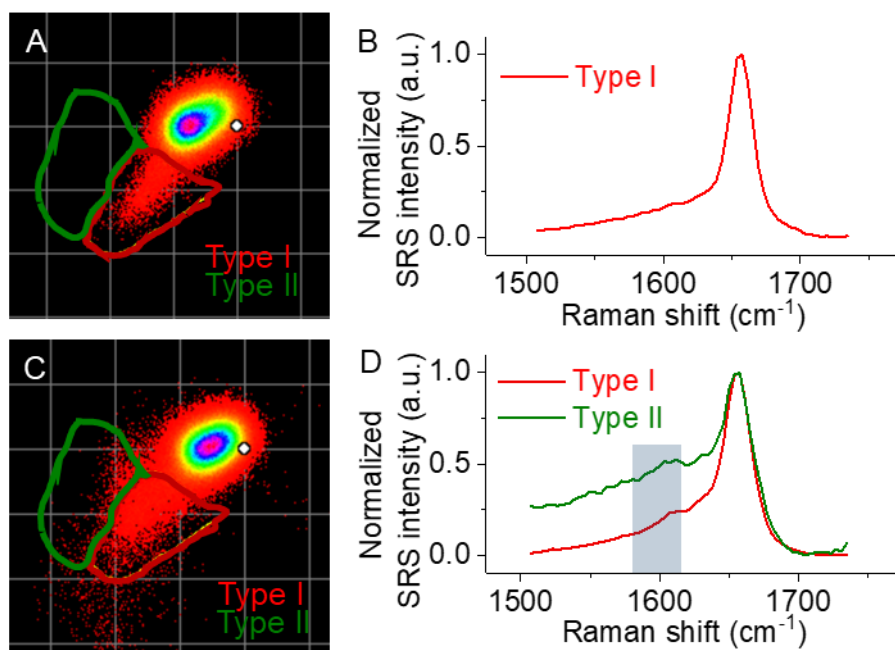 A
Type I
Type II
B
Normalized
SRS intensity (a.u.)
1.0
0.5
0.0
Type I
1500
1600
1700
Raman shift (cm⁻¹)
C
Type I
Type II
D
Normalized
SRS intensity (a.u.)
1.0
0.5
0.0
Type I
Type II
1500
1600
1700
Raman shift (cm⁻¹)